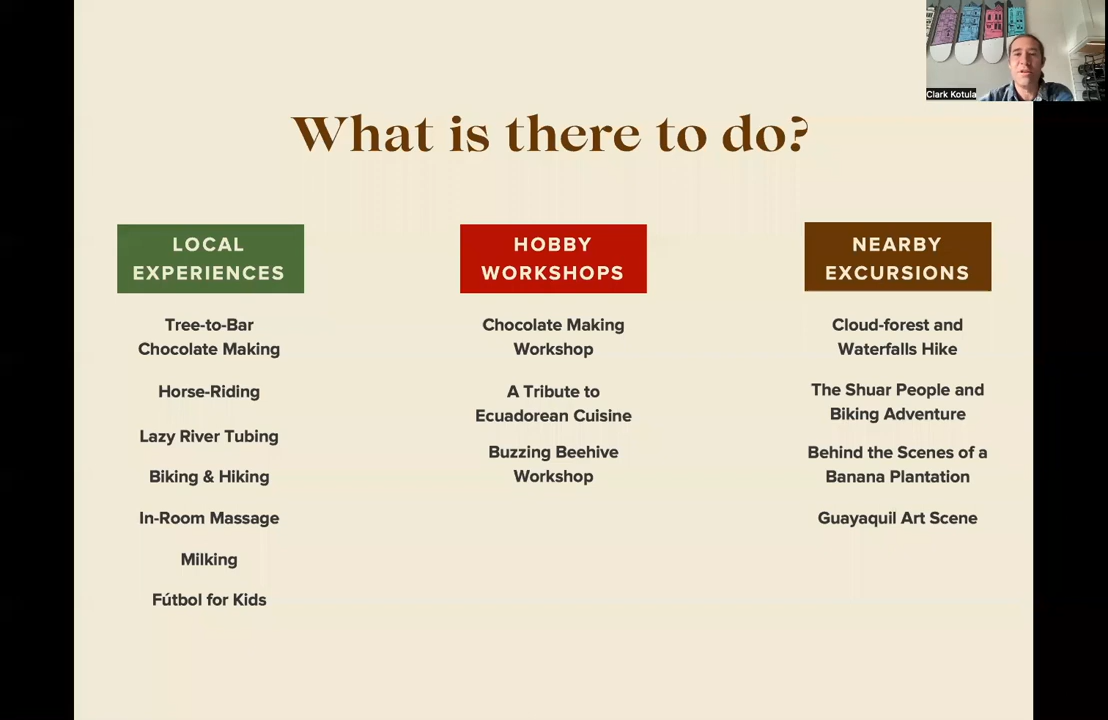 Clark Kotula
What is there to do?
LOCAL
EXPERIENCES
Tree-to-Bar
Chocolate Making
Horse-Riding
Lazy River Tubing
Biking & Hiking
In-Room Massage
Milking
Fútbol for Kids
HOBBY
WORKSHOPS
Chocolate Making
Workshop
A Tribute to
Ecuadorean Cuisine
Buzzing Beehive
Workshop
NEARBY
EXCURSIONS
Cloud-forest and
Waterfalls Hike
The Shuar People and
Biking Adventure
Behind the Scenes of a
Banana Plantation
Guayaquil Art Scene